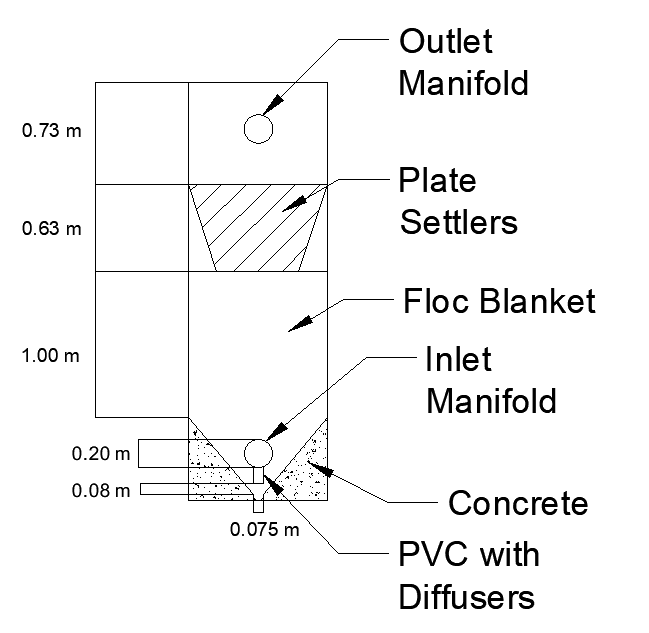 Outlet
Manifold
0.73 m
Plate
Settlers
0.63 m
Floc Blanket
1.00 m
Inlet
Manifold
0.20 m
0.08 m
Concrete
0.075 m
PVC with
Diffusers